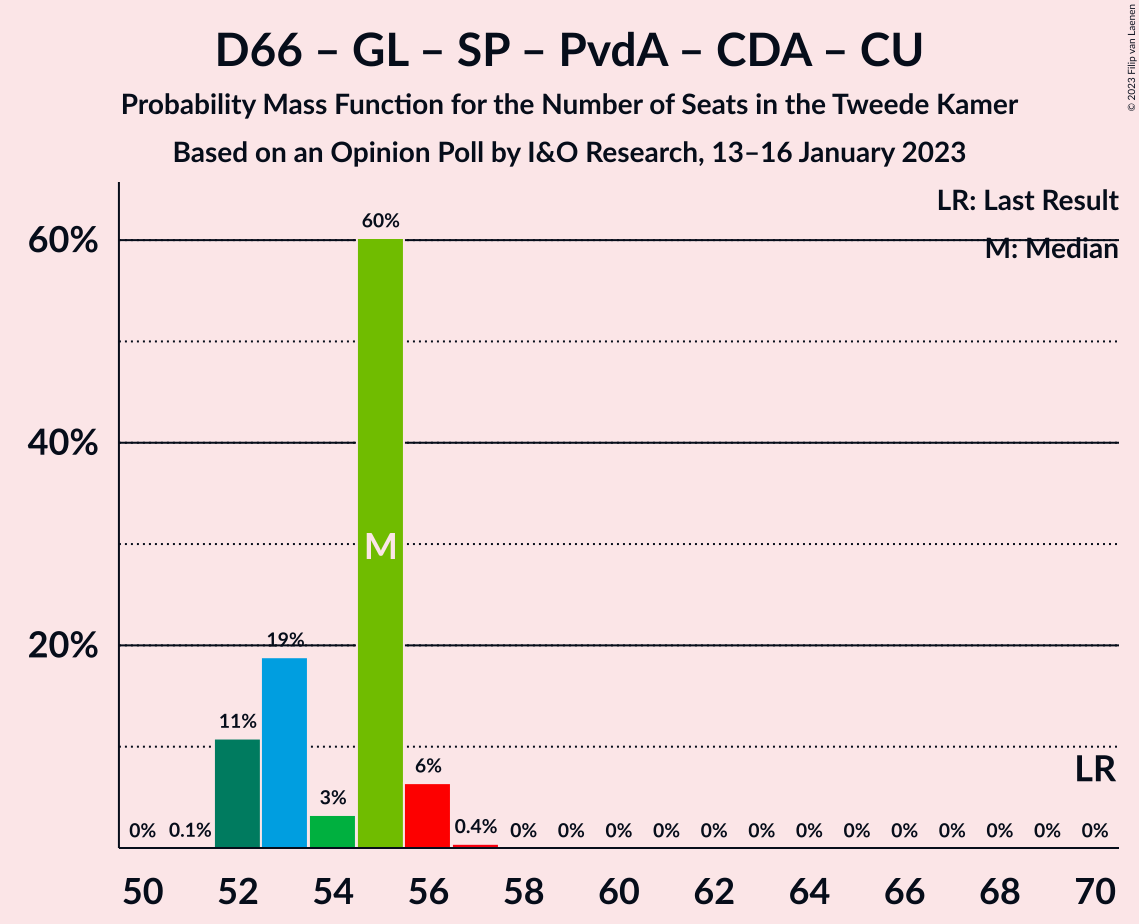 D66 – GL – SP – PvdA – CDA – CU
Probability Mass Function for the Number of Seats in the Tweede Kamer
Based on an Opinion Poll by I&O Research, 13–16 January 2023
© 2023 Filip van Laenen
LR: Last Result
M: Median
60%
40%
20%
0% 0.1% 11% 19% 3% 60% 6% 0.4% 0% 0% 0% 0% 0% 0% 0% 0% 0% 0% 0% 0% 0%
M
LR
50 52 54 56 58 60 62 64 66 68 70